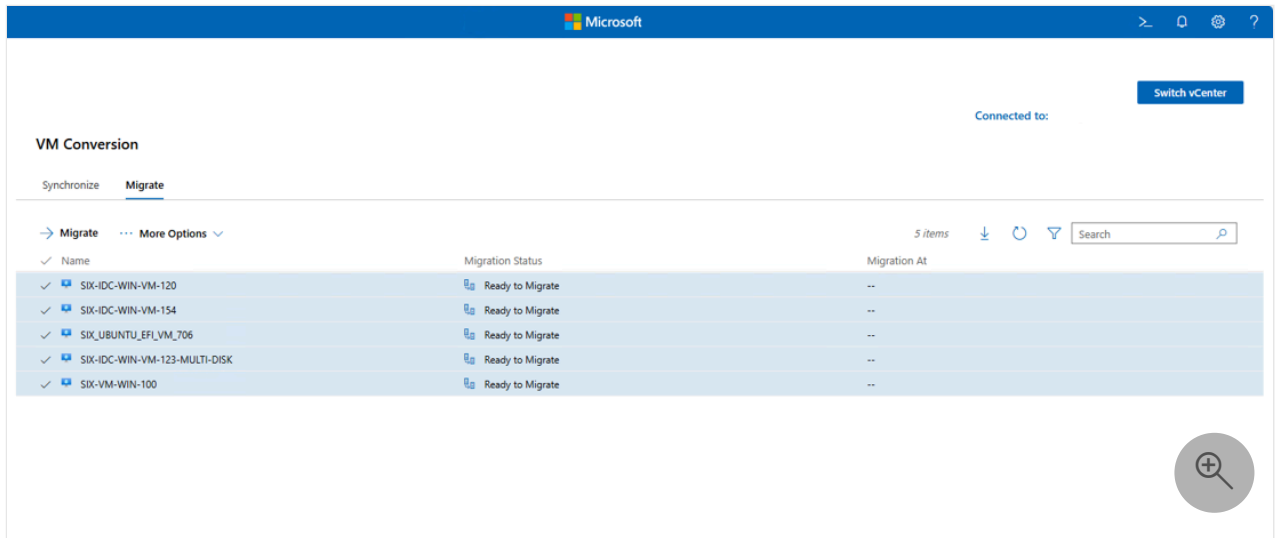 Microsoft
Switch vCenter
Connected to:
VM Conversion
Synchronize Migrate
Migrate ··· More Options 5 items Search
Name Migration Status Migration At
SIX-IDC-WIN-VM-120 Ready to Migrate --
SIX-IDC-WIN-VM-154 Ready to Migrate --
SIX_UBUNTU_EFI_VM_706 Ready to Migrate --
SIX-IDC-WIN-VM-123-MULTI-DISK Ready to Migrate --
SIX-VM-WIN-100 Ready to Migrate --